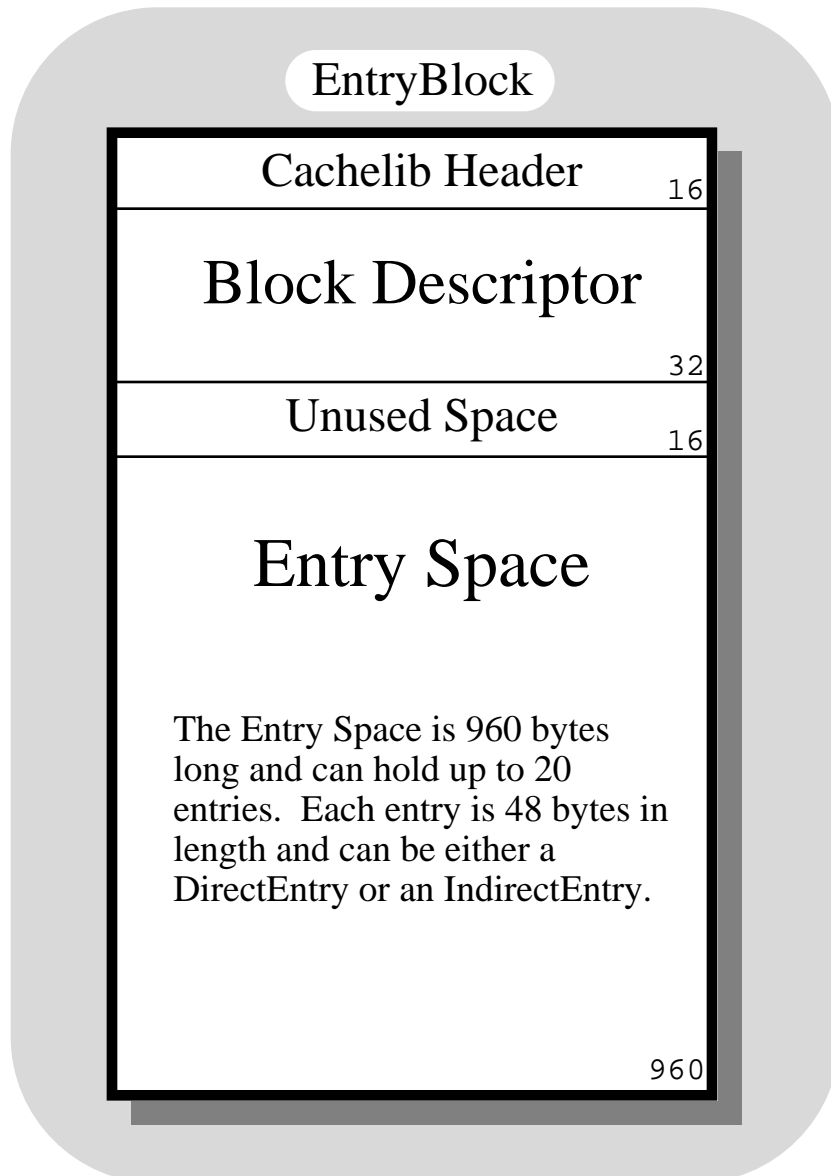 EntryBlock
Cachelib Header
16
Block Descriptor
32
Unused Space
16
Entry Space
The Entry Space is 960 bytes
long and can hold up to 20
entries.  Each entry is 48 bytes in
length and can be either a
DirectEntry or an IndirectEntry.
960